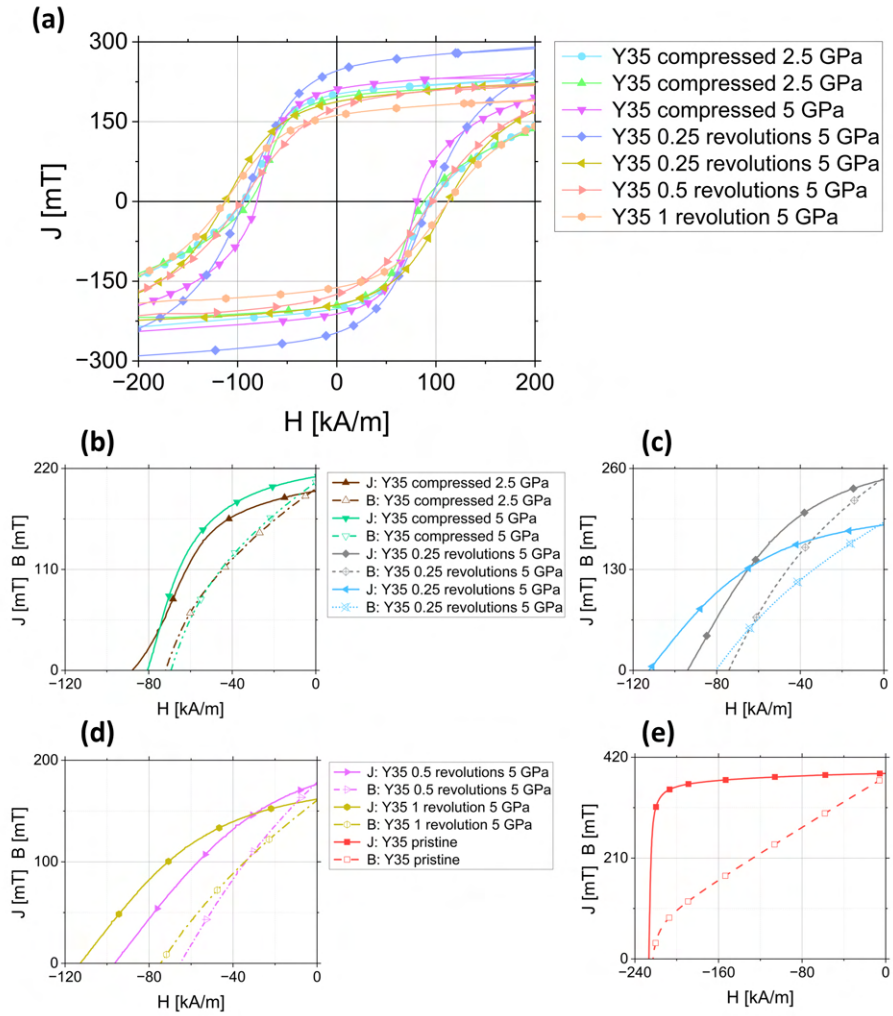 (a)
300
150
0
−150
−300
J [mT]
−200
−100
0
100
200
H [kA/m]
Y35 compressed 2.5 GPa
Y35 compressed 2.5 GPa
Y35 compressed 5 GPa
Y35 0.25 revolutions 5 GPa
Y35 0.25 revolutions 5 GPa
Y35 0.5 revolutions 5 GPa
Y35 1 revolution 5 GPa
(b)
220
110
0
J [mT] B [mT]
−120
−80
−40
0
H [kA/m]
J: Y35 compressed 2.5 GPa
B: Y35 compressed 2.5 GPa
J: Y35 compressed 5 GPa
B: Y35 compressed 5 GPa
J: Y35 0.25 revolutions 5 GPa
B: Y35 0.25 revolutions 5 GPa
J: Y35 0.25 revolutions 5 GPa
B: Y35 0.25 revolutions 5 GPa
(c)
260
130
0
J [mT] B [mT]
−120
−80
−40
0
H [kA/m]
(d)
200
100
0
J [mT] B [mT]
−120
−80
−40
0
H [kA/m]
J: Y35 0.5 revolutions 5 GPa
B: Y35 0.5 revolutions 5 GPa
J: Y35 1 revolution 5 GPa
B: Y35 1 revolution 5 GPa
J: Y35 pristine
B: Y35 pristine
(e)
420
210
0
J [mT] B [mT]
−240
−160
−80
0
H [kA/m]